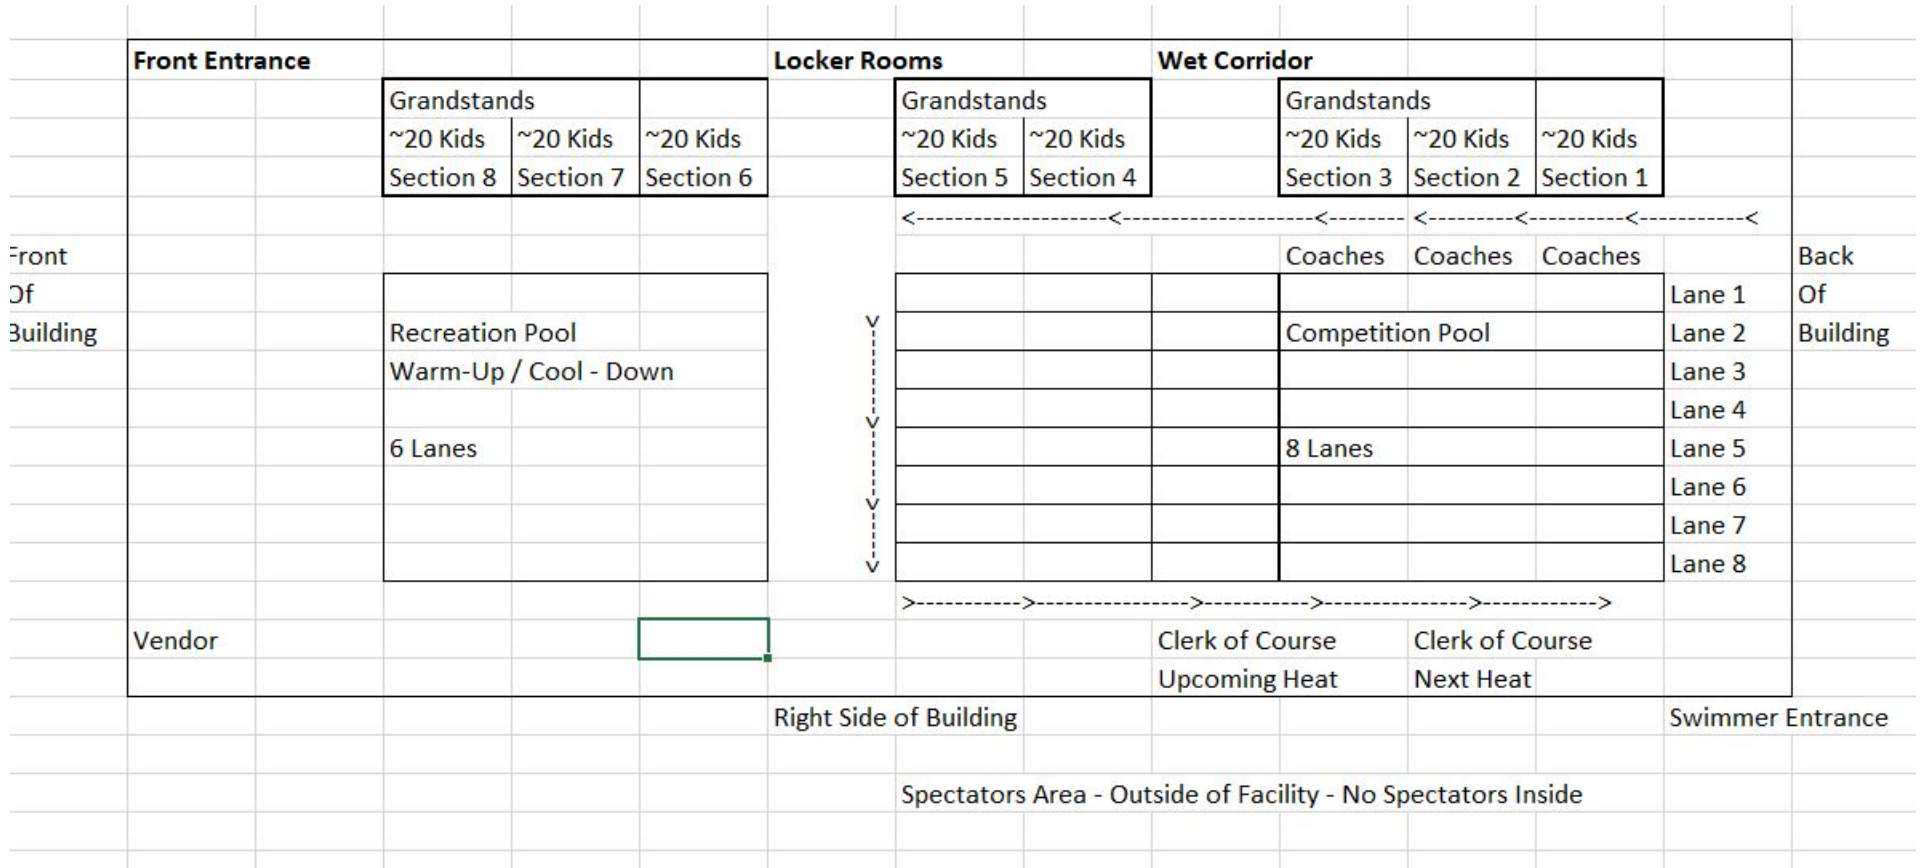 Front Entrance Locker Rooms Wet Corridor
Grandstands Grandstands Grandstands
~20 Kids ~20 Kids ~20 Kids ~20 Kids ~20 Kids ~20 Kids ~20 Kids ~20 Kids
Section 8 Section 7 Section 6 Section 5 Section 4 Section 3 Section 2 Section 1
<--------------------<--------------------<-------- <---------<----------<-----------<
Front Coaches Coaches Coaches Back
Of Lane 1 Of
Building Recreation Pool Competition Pool Lane 2 Building
Warm-Up / Cool - Down Lane 3
Lane 4
6 Lanes 8 Lanes Lane 5
Lane 6
Lane 7
Lane 8
>----------->---------------->----------->--------------->------------>
Vendor Clerk of Course Clerk of Course
Upcoming Heat Next Heat
Right Side of Building Swimmer Entrance
Spectators Area - Outside of Facility - No Spectators Inside